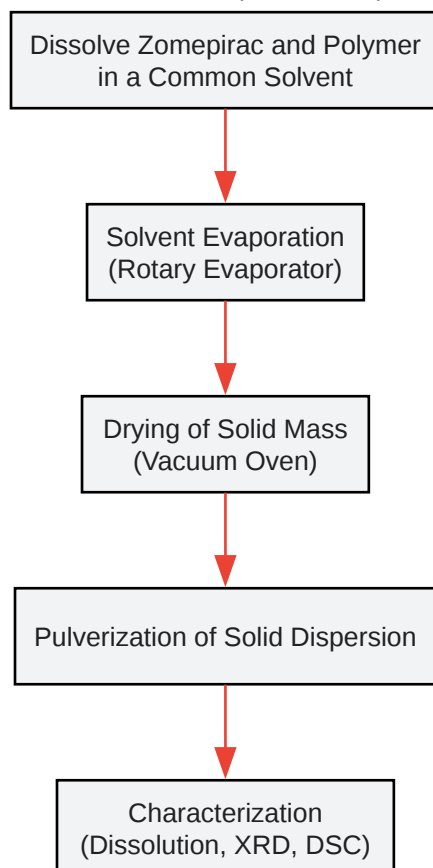 Dissolve Zomepirac and Polymer
in a Common Solvent
Solvent Evaporation
(Rotary Evaporator)
Drying of Solid Mass
(Vacuum Oven)
Pulverization of Solid Dispersion
Characterization
(Dissolution, XRD, DSC)